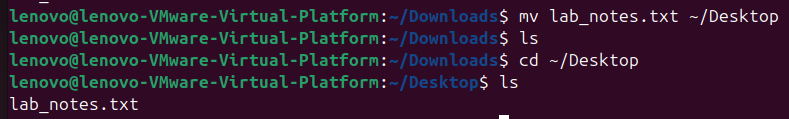 lenovo@lenovo-VMware-Virtual-Platform:~/Downloads$ mv lab_notes.txt ~/Desktop
lenovo@lenovo-VMware-Virtual-Platform:~/Downloads$ ls
lenovo@lenovo-VMware-Virtual-Platform:~/Downloads$ cd ~/Desktop
lenovo@lenovo-VMware-Virtual-Platform:~/Desktop$ ls
lab_notes.txt